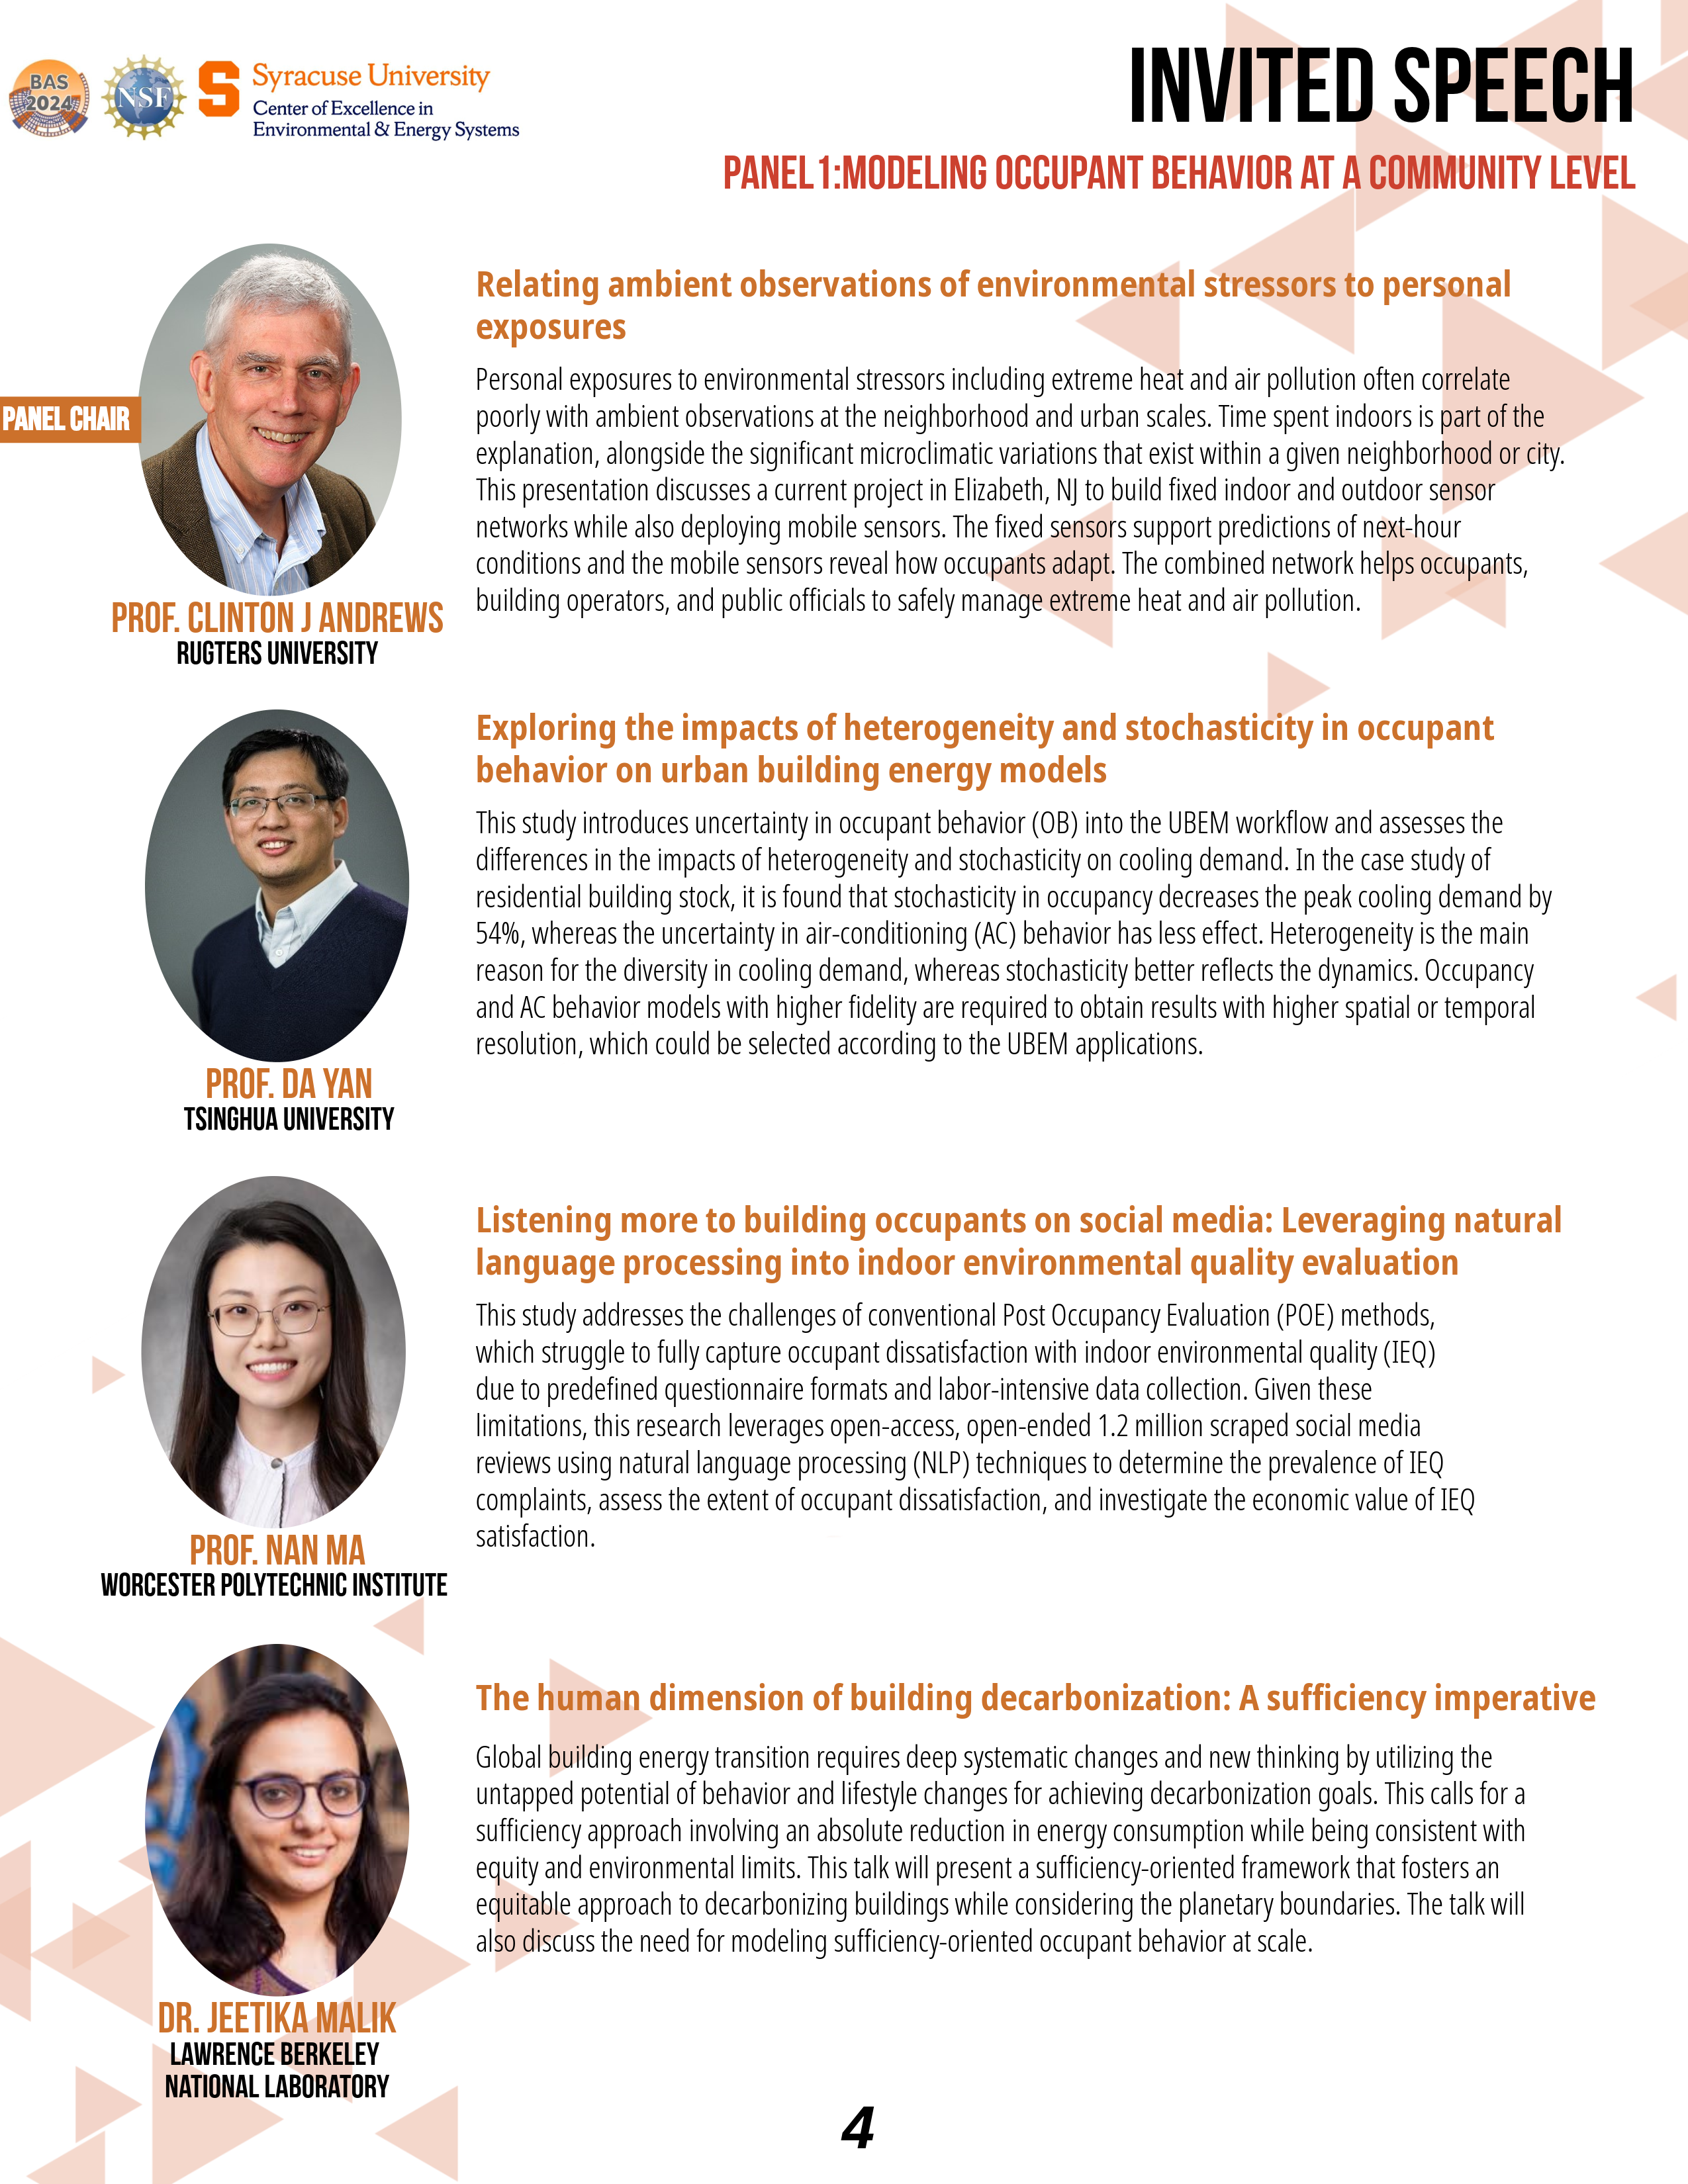 BAS
2024
NSF
S
Syracuse University
Center of Excellence in
Environmental & Energy Systems
INVITED SPEECH
PANEL 1:MODELING OCCUPANT BEHAVIOR AT A COMMUNITY LEVEL
PANEL CHAIR
PROF. CLINTON J ANDREWS
RUGTERS UNIVERSITY
Relating ambient observations of environmental stressors to personal
exposures
Personal exposures to environmental stressors including extreme heat and air pollution often correlate
poorly with ambient observations at the neighborhood and urban scales. Time spent indoors is part of the
explanation, alongside the significant microclimatic variations that exist within a given neighborhood or city.
This presentation discusses a current project in Elizabeth, NJ to build fixed indoor and outdoor sensor
networks while also deploying mobile sensors. The fixed sensors support predictions of next-hour
conditions and the mobile sensors reveal how occupants adapt. The combined network helps occupants,
building operators, and public officials to safely manage extreme heat and air pollution.
PROF. DA YAN
TSINGHUA UNIVERSITY
Exploring the impacts of heterogeneity and stochasticity in occupant
behavior on urban building energy models
This study introduces uncertainty in occupant behavior (OB) into the UBEM workflow and assesses the
differences in the impacts of heterogeneity and stochasticity on cooling demand. In the case study of
residential building stock, it is found that stochasticity in occupancy decreases the peak cooling demand by
54%, whereas the uncertainty in air-conditioning (AC) behavior has less effect. Heterogeneity is the main
reason for the diversity in cooling demand, whereas stochasticity better reflects the dynamics. Occupancy
and AC behavior models with higher fidelity are required to obtain results with higher spatial or temporal
resolution, which could be selected according to the UBEM applications.
PROF. NAN MA
WORCESTER POLYTECHNIC INSTITUTE
Listening more to building occupants on social media: Leveraging natural
language processing into indoor environmental quality evaluation
This study addresses the challenges of conventional Post Occupancy Evaluation (POE) methods,
which struggle to fully capture occupant dissatisfaction with indoor environmental quality (IEQ)
due to predefined questionnaire formats and labor-intensive data collection. Given these
limitations, this research leverages open-access, open-ended 1.2 million scraped social media
reviews using natural language processing (NLP) techniques to determine the prevalence of IEQ
complaints, assess the extent of occupant dissatisfaction, and investigate the economic value of IEQ
satisfaction.
DR. JEETIKA MALIK
LAWRENCE BERKELEY
NATIONAL LABORATORY
The human dimension of building decarbonization: A sufficiency imperative
Global building energy transition requires deep systematic changes and new thinking by utilizing the
untapped potential of behavior and lifestyle changes for achieving decarbonization goals. This calls for a
sufficiency approach involving an absolute reduction in energy consumption while being consistent with
equity and environmental limits. This talk will present a sufficiency-oriented framework that fosters an
equitable approach to decarbonizing buildings while considering the planetary boundaries. The talk will
also discuss the need for modeling sufficiency-oriented occupant behavior at scale.
4